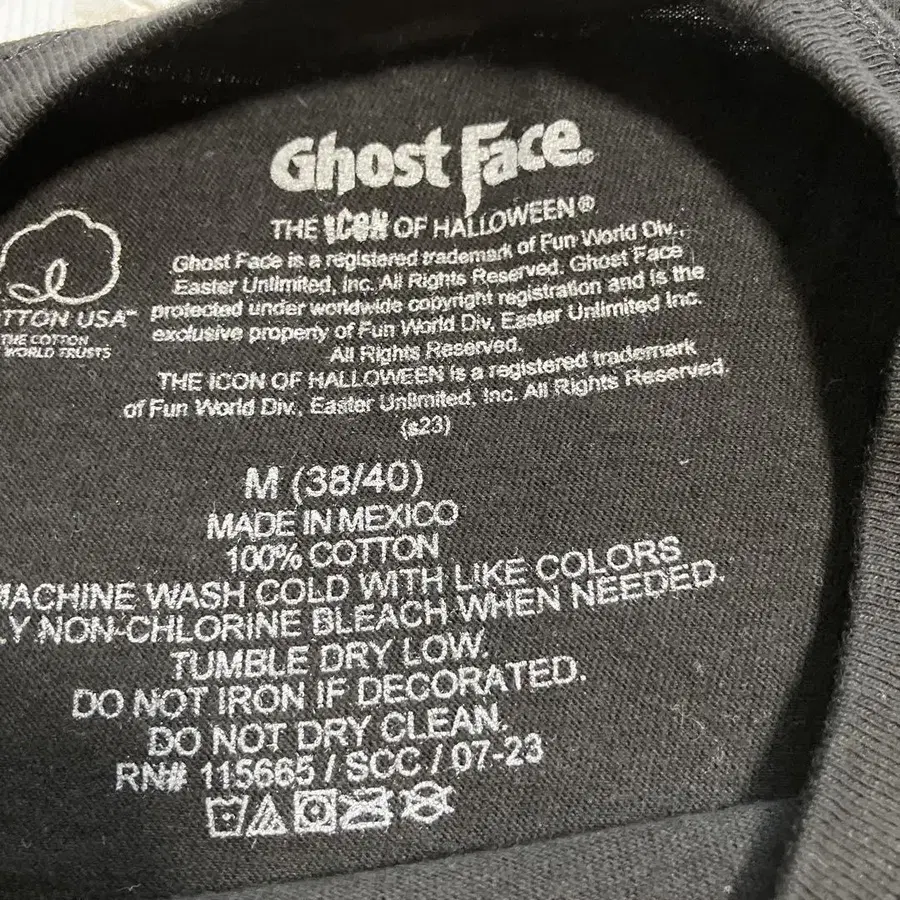 Ghost Face®
THE ICON OF HALLOWEEN®
Ghost Face is a registered trademark of Fun World Div.,
Easter Unlimited, Inc. All Rights Reserved. Ghost Face
protected under worldwide copyright registration and is the
exclusive property of Fun World Div, Easter Unlimited Inc.
All Rights Reserved.
THE ICON OF HALLOWEEN is a registered trademark
of Fun World Div., Easter Unlimited, Inc. All Rights Reserved.
(s23)
TTON USA™
THE COTTON
WORLD TRUSTS
M (38/40)
MADE IN MEXICO
100% COTTON
MACHINE WASH COLD WITH LIKE COLORS
LY NON-CHLORINE BLEACH WHEN NEEDED.
TUMBLE DRY LOW.
DO NOT IRON IF DECORATED.
DO NOT DRY CLEAN.
RN# 115665 / SCC / 07-23